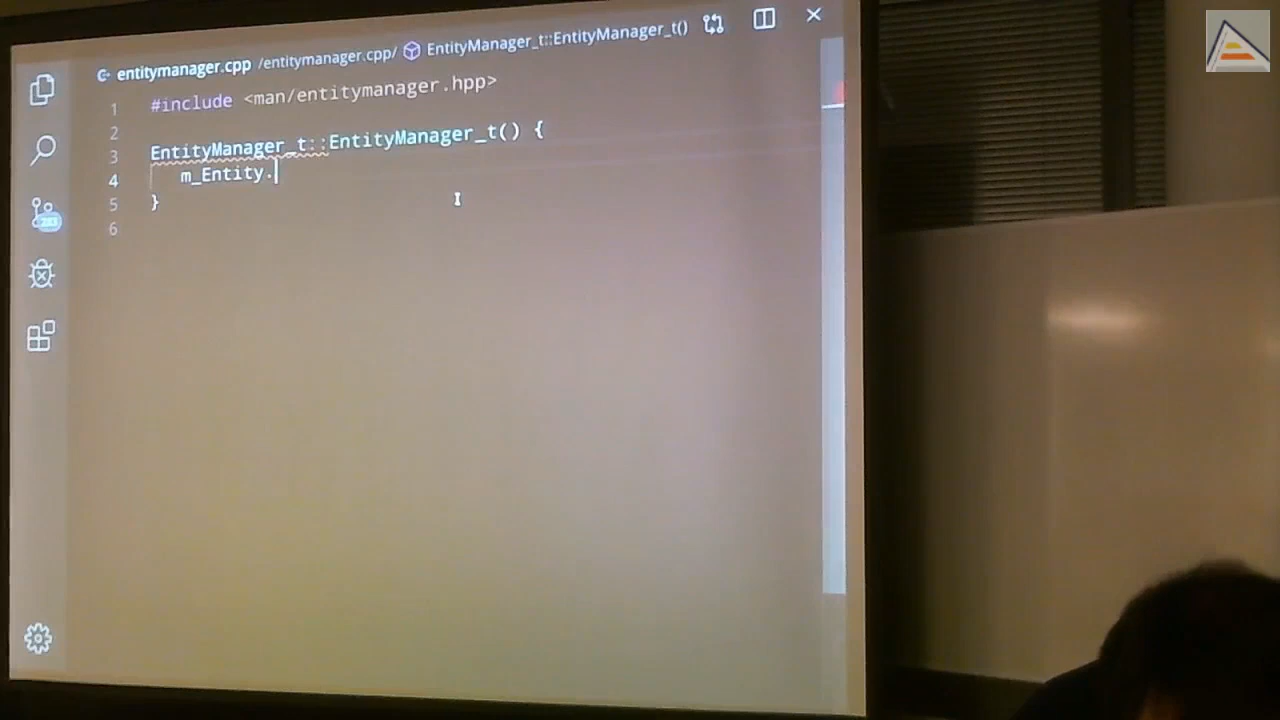 entitymanager.cpp /entitymanager.cpp/ EntityManager_t::EntityManager_t()
1 #include <man/entitymanager.hpp>
2
3 EntityManager_t::EntityManager_t() {
4 m_Entity.
5 }
6